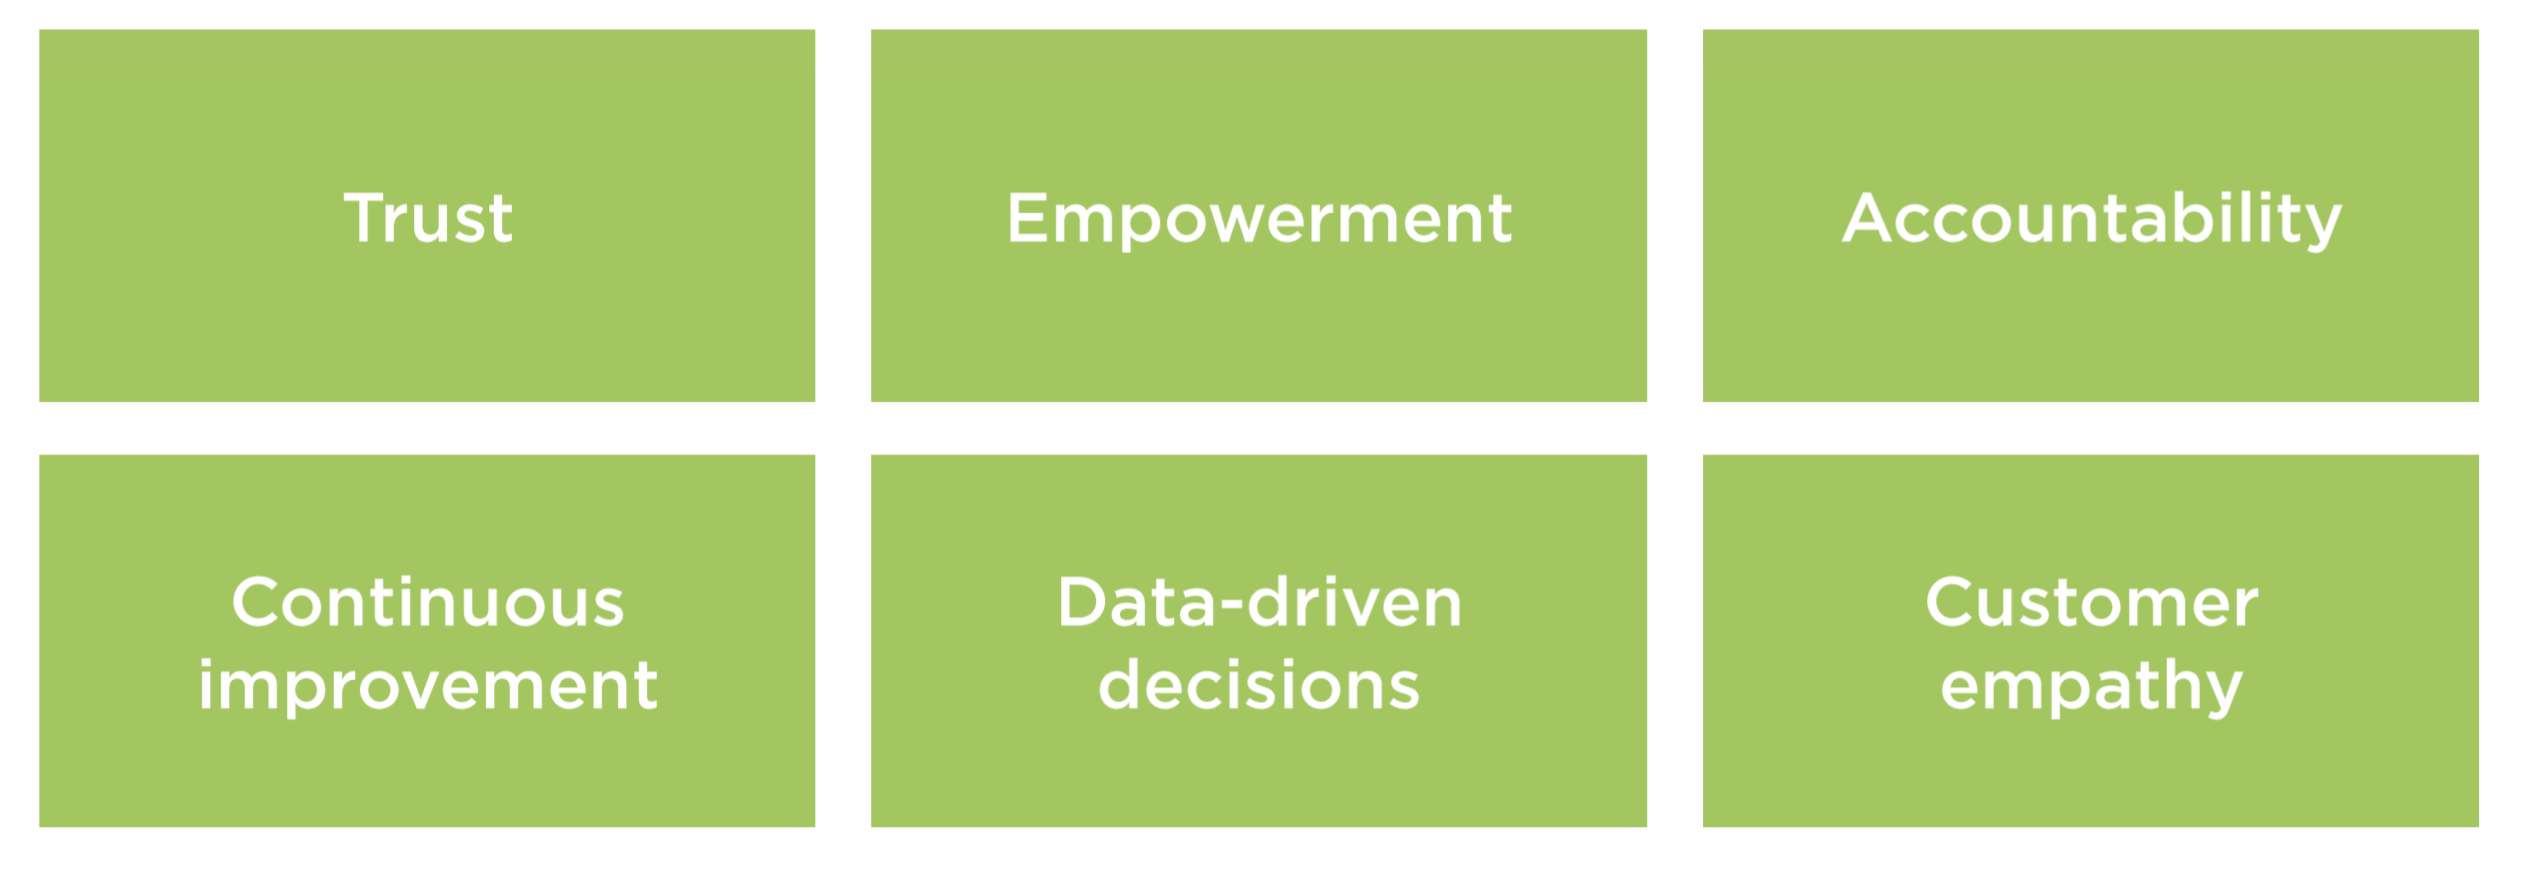 Trust
Empowerment
Accountability
Continuous
improvement
Data-driven
decisions
Customer
empathy